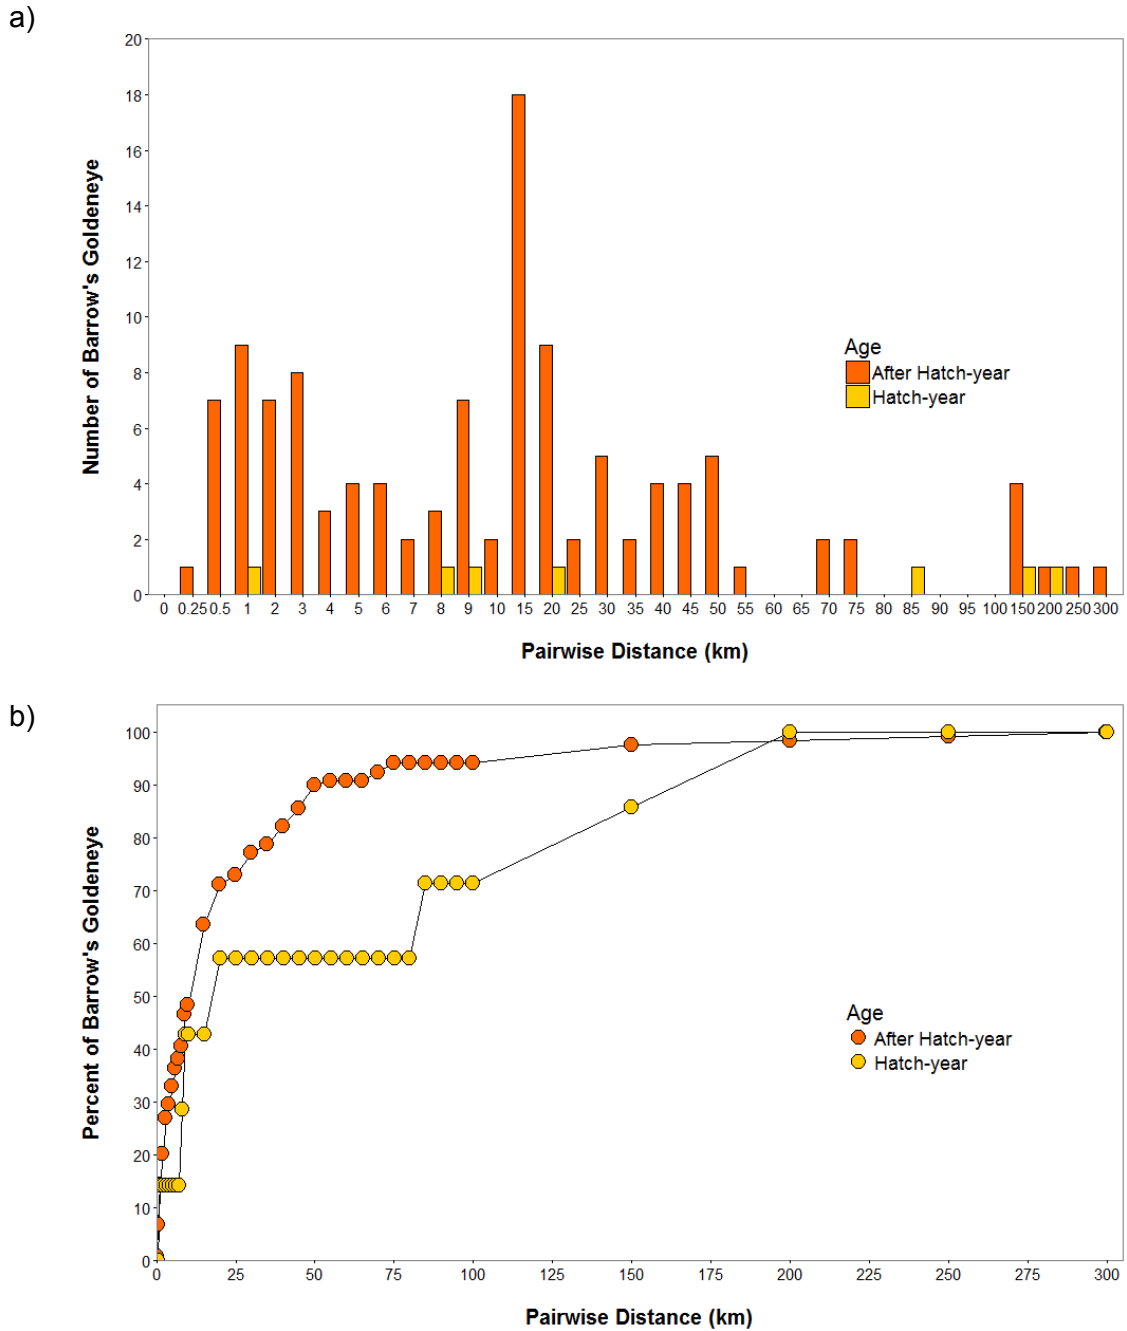 a)
20
18
16
14
12
10
8
6
4
2
0
Number of Barrow's Goldeneye
Age
After Hatch-year
Hatch-year
0 0.25 0.5 1 2 3 4 5 6 7 8 9 10 15 20 25 30 35 40 45 50 55 60 65 70 75 80 85 90 95 100 150 200 250 300
Pairwise Distance (km)
b)
100
90
80
70
60
50
40
30
20
10
0
Percent of Barrow's Goldeneye
Age
After Hatch-year
Hatch-year
0 25 50 75 100 125 150 175 200 225 250 275 300
Pairwise Distance (km)